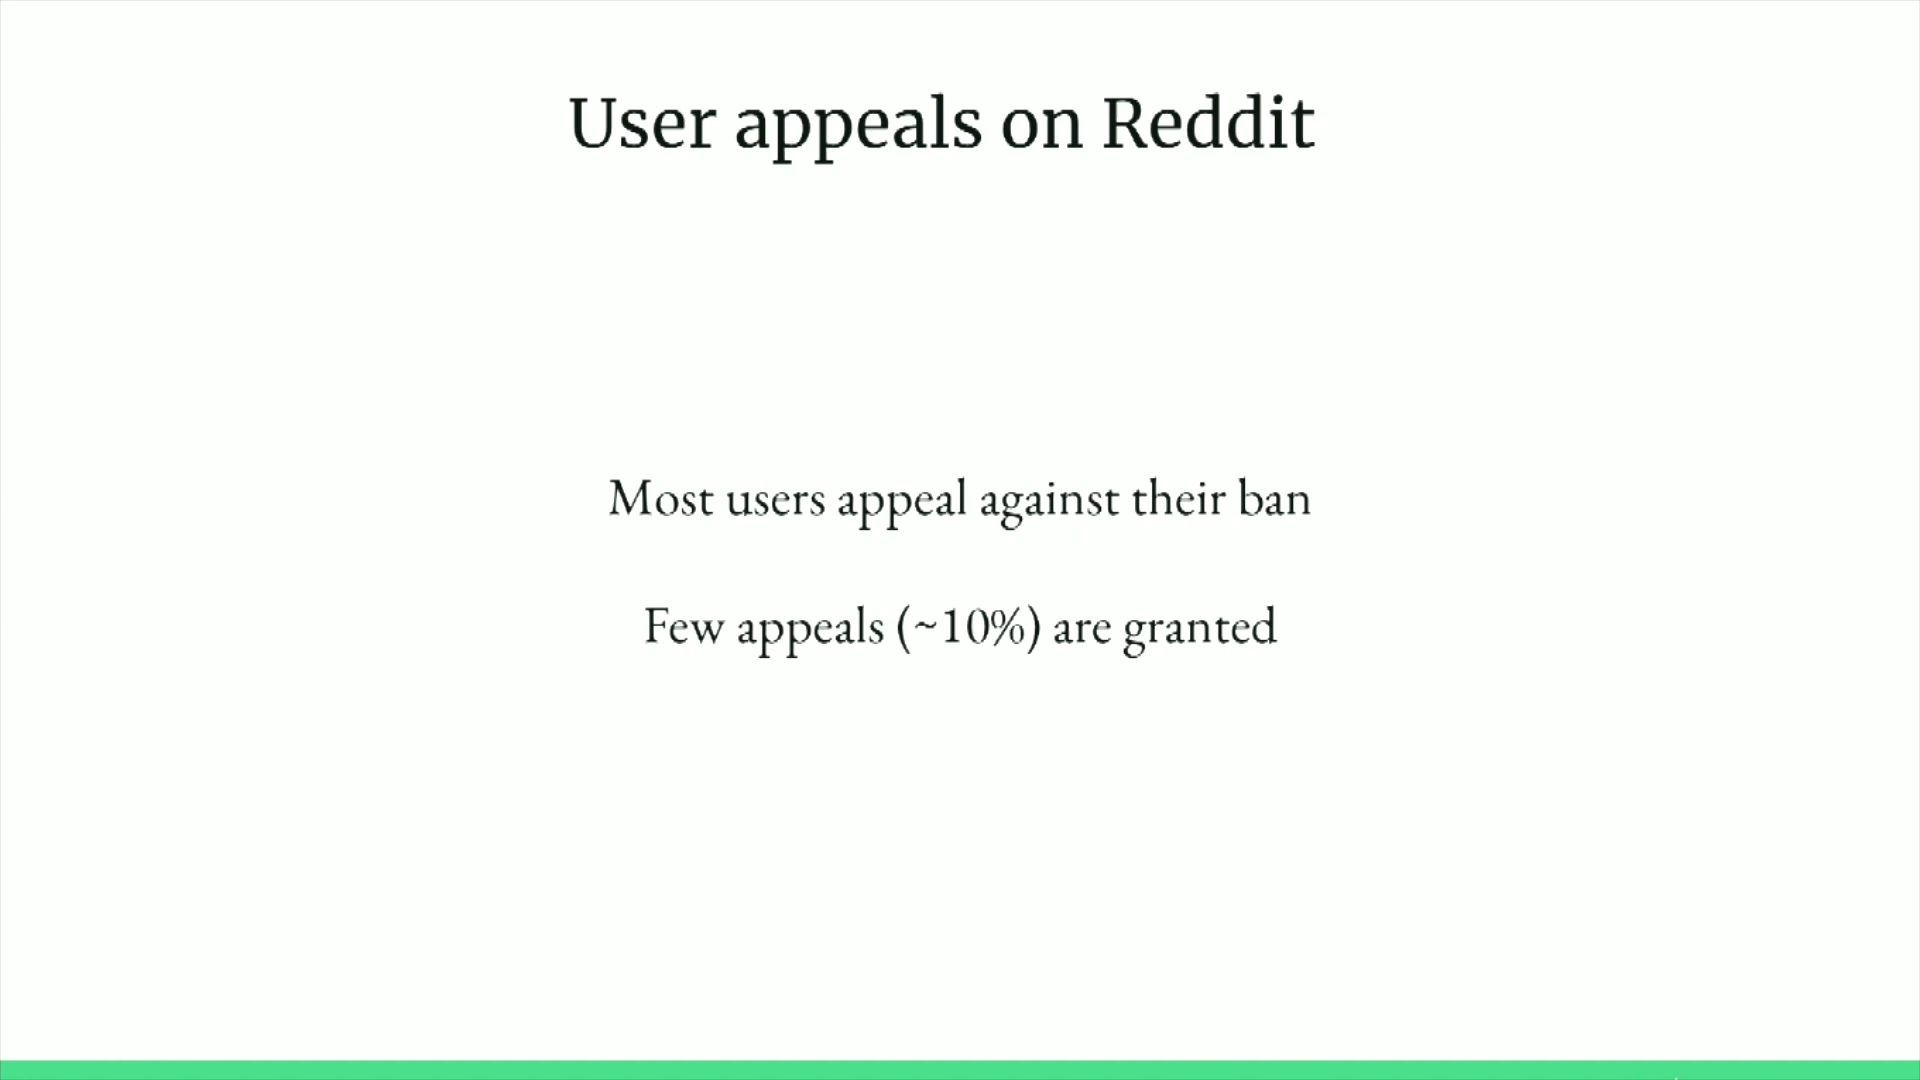 User appeals on Reddit
Most users appeal against their ban
Few appeals (~10%) are granted